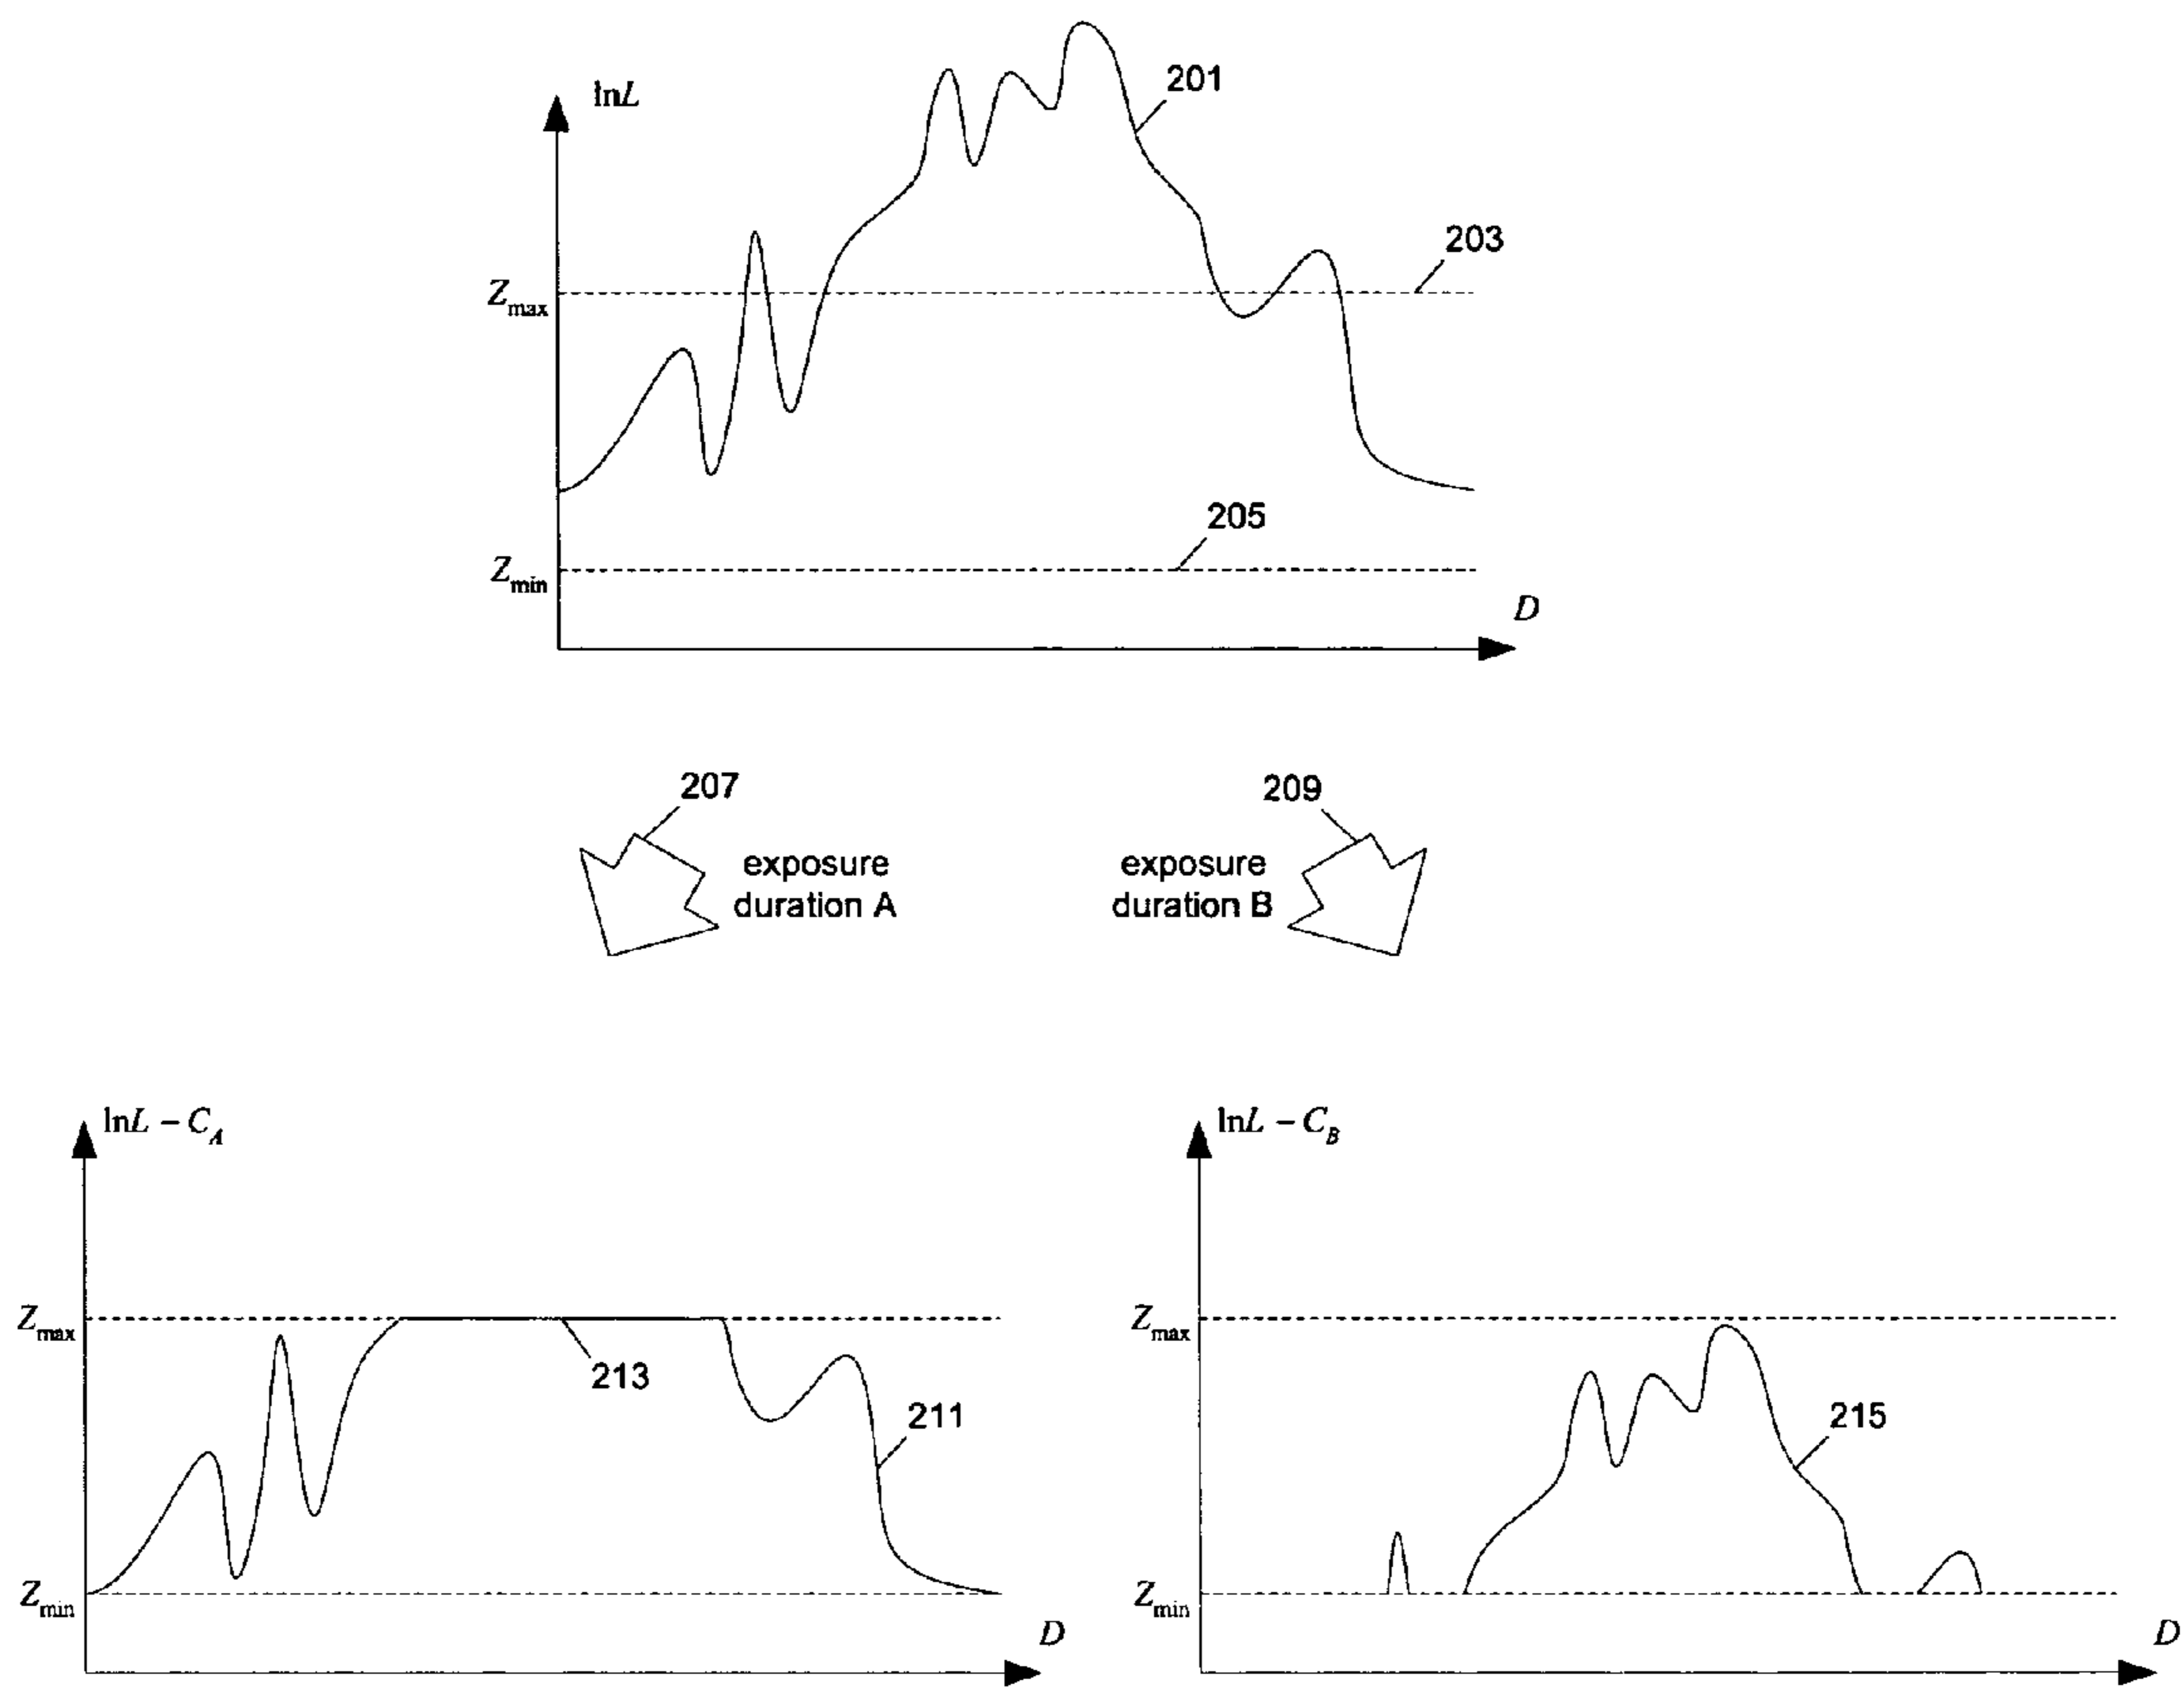 lnL
201
203
Zmax
205
Zmin
D
207
209
exposure
duration A
exposure
duration B
lnL – CA
Zmax
213
211
Zmin
D
lnL – CB
Zmax
215
Zmin
D